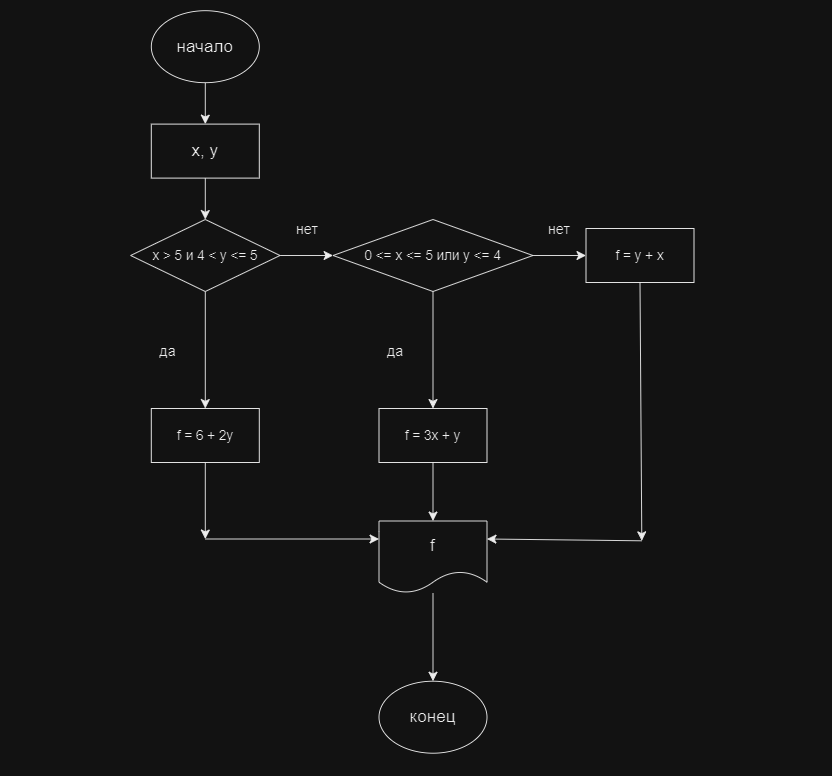 начало
x, y
x > 5 и 4 < y <= 5
нет
0 <= x <= 5 или y <= 4
нет
f = y + x
да
да
f = 6 + 2y
f = 3x + y
f
конец